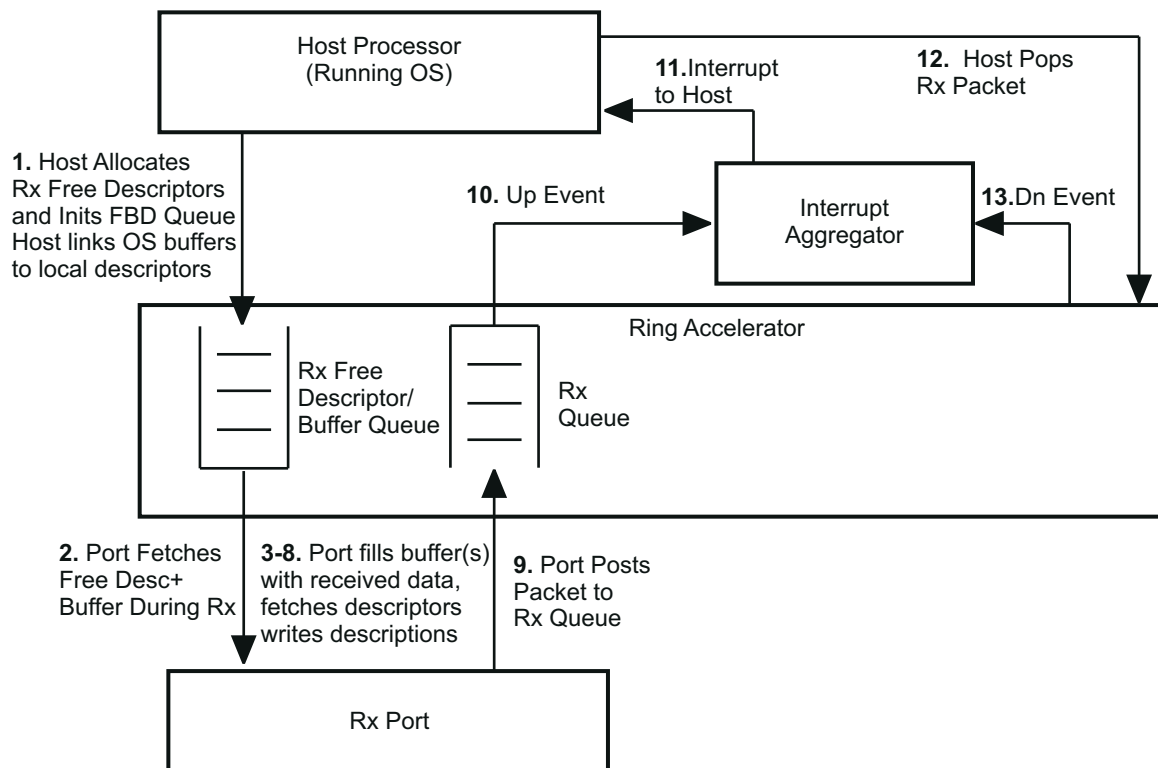 Host Processor
(Running OS)
12. Host Pops
Rx Packet
11.Interrupt
to Host
1. Host Allocates
Rx Free Descriptors
and Inits FBD Queue
Host links OS buffers
to local descriptors
10. Up Event
Interrupt
Aggregator
13.Dn Event
Ring Accelerator
Rx Free
Descriptor/
Buffer Queue
Rx
Queue
2. Port Fetches
Free Desc+
Buffer During Rx
3-8. Port fills buffer(s)
with received data,
fetches descriptors
writes descriptions
9. Port Posts
Packet to
Rx Queue
Rx Port